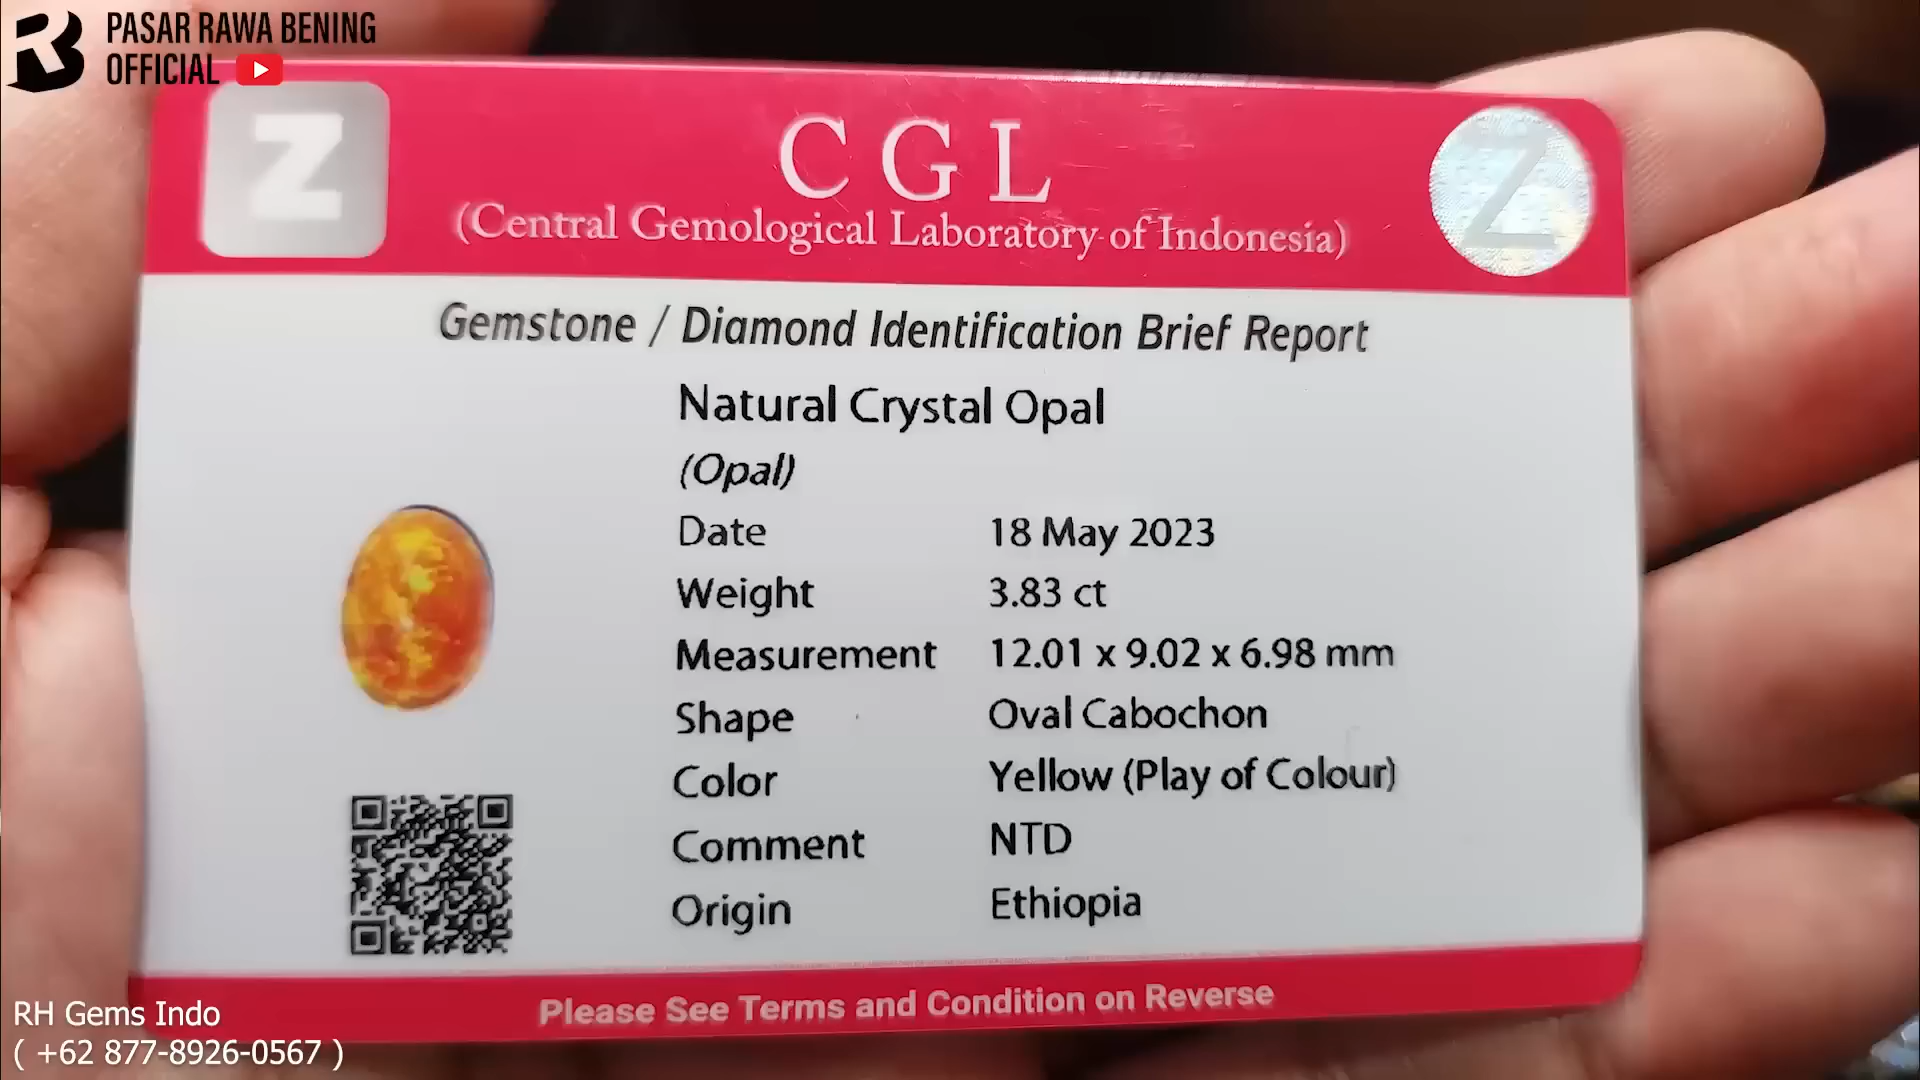 PASAR RAWA BENING
OFFICIAL
Z
C G L
Z
(Central Gemological Laboratory of Indonesia)
Gemstone / Diamond Identification Brief Report
Natural Crystal Opal
(Opal)
Date 18 May 2023
Weight 3.83 ct
Measurement 12.01 x 9.02 x 6.98 mm
Shape Oval Cabochon
Color Yellow (Play of Colour)
Comment NTD
Origin Ethiopia
Please See Terms and Condition on Reverse
RH Gems Indo
( +62 877-8926-0567 )